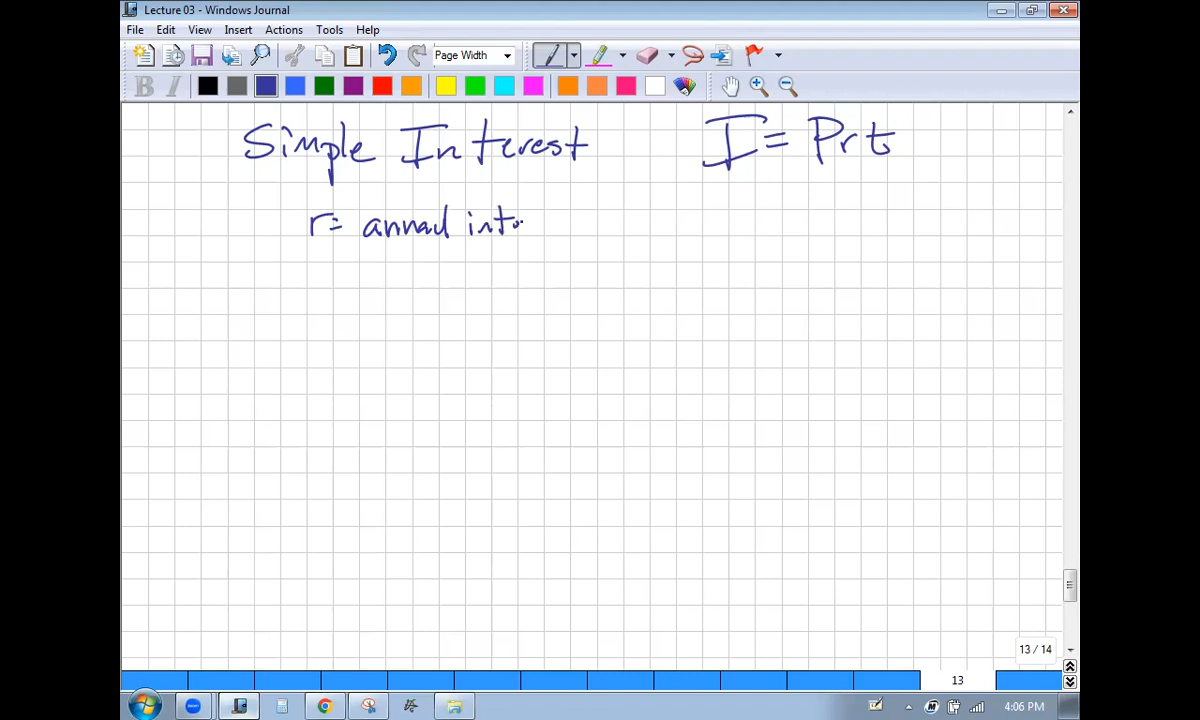 Lecture 03 - Windows Journal
File Edit View Insert Actions Tools Help
Page Width
B I
Simple Interest I = Prt
r= annual inte
13 / 14
13
4:06 PM